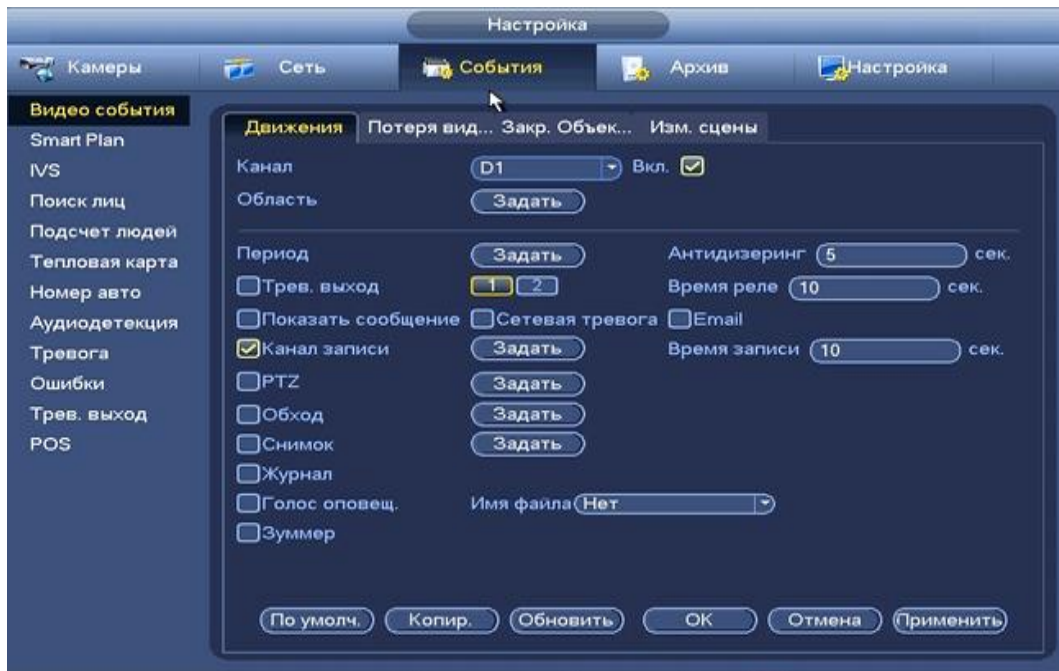 Настройка
Камеры Сеть События Архив Настройка
Видео события
Smart Plan
IVS
Поиск лиц
Подсчет людей
Тепловая карта
Номер авто
Аудиодетекция
Тревога
Ошибки
Трев. выход
POS
Движения Потеря вид... Закр. Объек... Изм. сцены
Канал D1 Вкл.
Область Задать
Период Задать Антидизеринг 5 сек.
Трев. выход 1 2 Время реле 10 сек.
Показать сообщение Сетевая тревога Email
Канал записи Задать Время записи 10 сек.
PTZ Задать
Обход Задать
Снимок Задать
Журнал
Голос оповещ. Имя файла Нет
Зуммер
По умолч. Копир. Обновить OK Отмена Применить